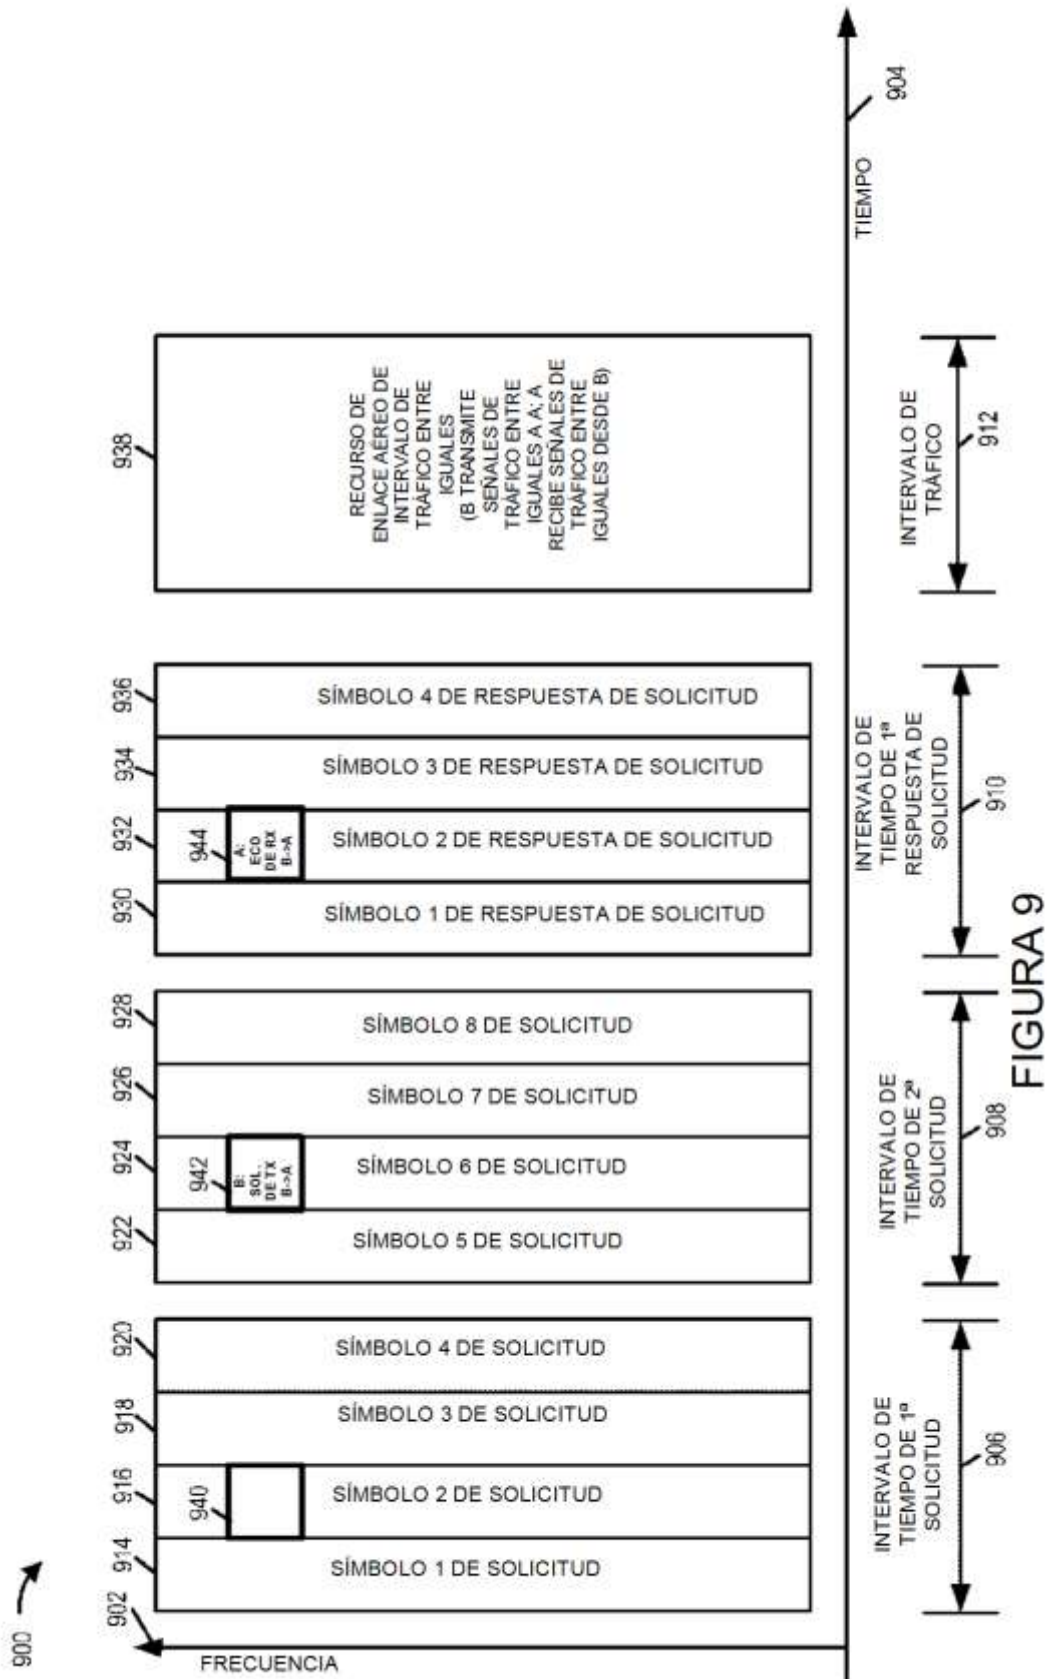 900
902
FRECUENCIA
904
TIEMPO
914
916
918
920
922
924
926
928
930
932
934
936
938
940
942
944
SÍMBOLO 1 DE SOLICITUD
SÍMBOLO 2 DE SOLICITUD
SÍMBOLO 3 DE SOLICITUD
SÍMBOLO 4 DE SOLICITUD
SÍMBOLO 5 DE SOLICITUD
SÍMBOLO 6 DE SOLICITUD
SÍMBOLO 7 DE SOLICITUD
SÍMBOLO 8 DE SOLICITUD
B:
SOL.
DE TX
B->A
SÍMBOLO 1 DE RESPUESTA DE SOLICITUD
SÍMBOLO 2 DE RESPUESTA DE SOLICITUD
SÍMBOLO 3 DE RESPUESTA DE SOLICITUD
SÍMBOLO 4 DE RESPUESTA DE SOLICITUD
A:
ECO
DE RX
B->A
RECURSO DE
ENLACE AÉREO DE
INTERVALO DE
TRÁFICO ENTRE
IGUALES
(B TRANSMITE
SEÑALES DE
TRÁFICO ENTRE
IGUALES A A; A
RECIBE SEÑALES DE
TRÁFICO ENTRE
IGUALES DESDE B)
INTERVALO DE
TIEMPO DE 1ª
SOLICITUD
906
INTERVALO DE
TIEMPO DE 2ª
SOLICITUD
908
INTERVALO DE
TIEMPO DE 1ª
RESPUESTA DE
SOLICITUD
910
INTERVALO DE
TRÁFICO
912
FIGURA 9